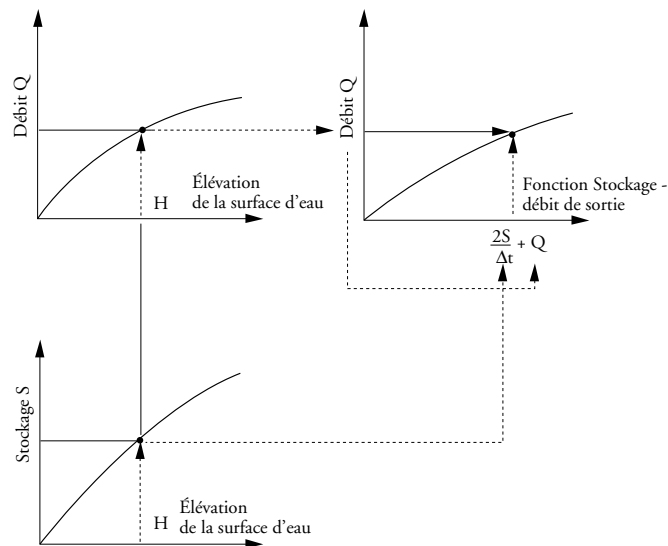 Débit Q
H
Élévation
de la surface d'eau
Débit Q
Fonction Stockage -
débit de sortie
2S
Δt
+ Q
Stockage S
H
Élévation
de la surface d'eau